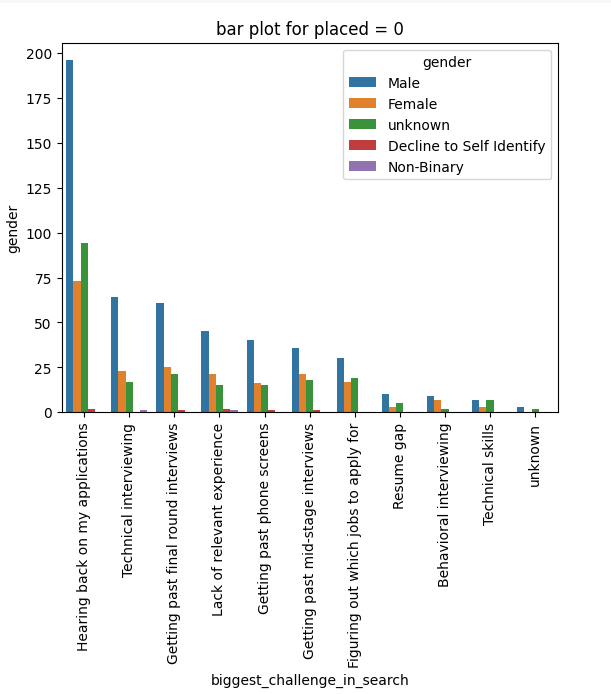 bar plot for placed = 0
200
175
150
125
100
75
50
25
0
gender
gender
Male
Female
unknown
Decline to Self Identify
Non-Binary
Hearing back on my applications
Technical interviewing
Getting past final round interviews
Lack of relevant experience
Getting past phone screens
Getting past mid-stage interviews
Figuring out which jobs to apply for
Resume gap
Behavioral interviewing
Technical skills
unknown
biggest_challenge_in_search